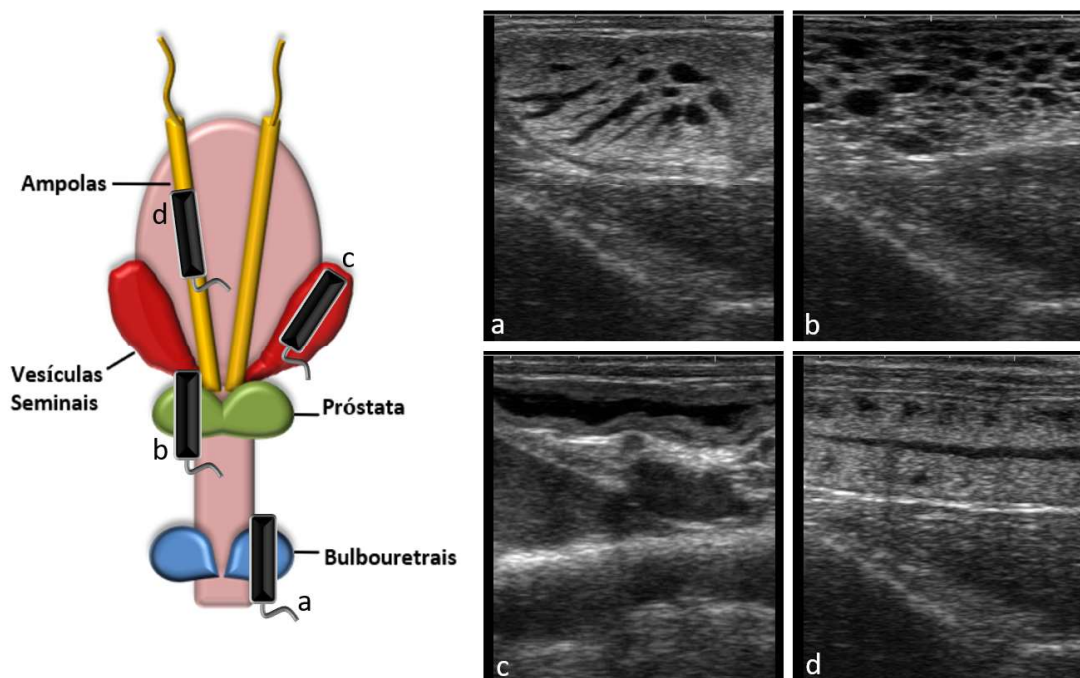 Ampolas
d
c
Vesículas
Seminais
Próstata
b
Bulbouretrais
a
a
b
c
d